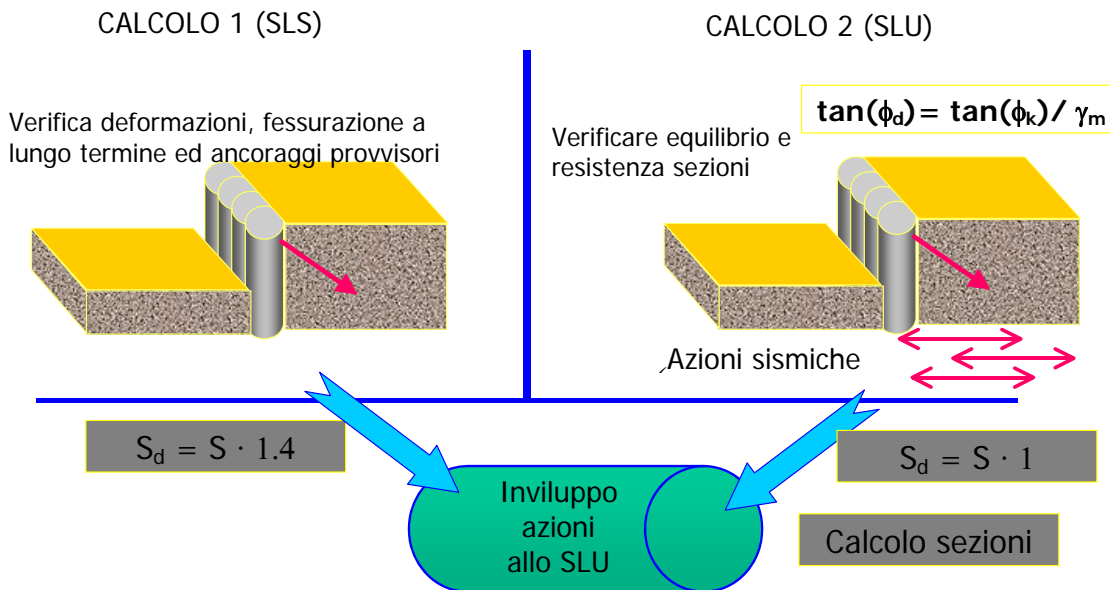 CALCOLO 1 (SLS)
Verifica deformazioni, fessurazione a
lungo termine ed ancoraggi provvisori
CALCOLO 2 (SLU)
tan(ϕd)= tan(ϕk)/ γm
Verificare equilibrio e
resistenza sezioni
Azioni sismiche
Sd = S · 1.4
Sd = S · 1
Inviluppo
azioni
allo SLU
Calcolo sezioni